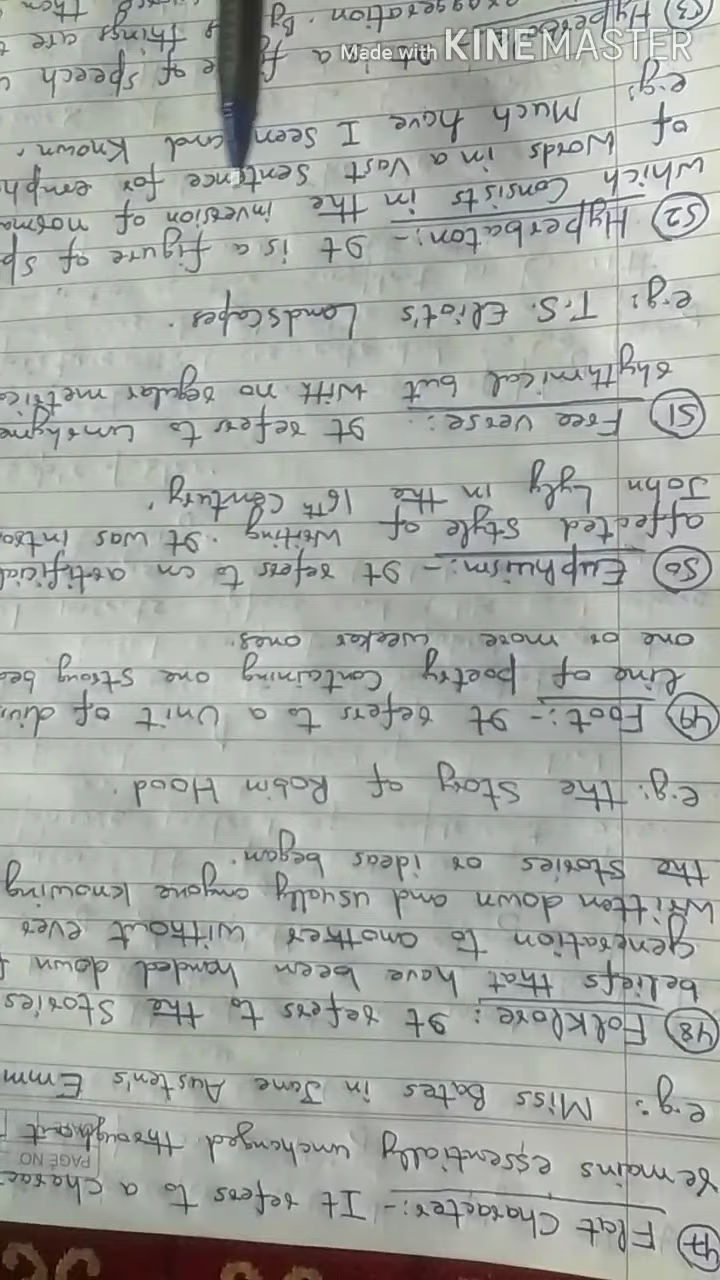 47 Flat Character:- It refers to a charac
remains essentially unchanged throughout
PAGE NO
e.g: Miss Bates in Jane Austen's Emm
48 Folklore: It refers to the stories
beliefs that have been handed down f
generation to another without ever
written down and usually anyone knowing
the stories or ideas began.
e.g: the story of Robin Hood.
49 Foot:- It refers to a unit of div
line of poetry containing one strong bea
one or more weeker ones.
50 Euphuism:- It refers to an artificial
affected style of writing. It was intro
John Lyly in the 16th century.
51 Free verse: It refers to unrhyme
rhythmical but with no regular metrica
e.g: T.S. Eliot's Landscapes.
52 Hyperbaton:- It is a figure of sp
which consists in the inversion of norma
of words in a vast sentence for emph
e.g: Much have I seen and known.
53 It is a figure of speech
exaggeration. By things are
Made with KINEMASTER